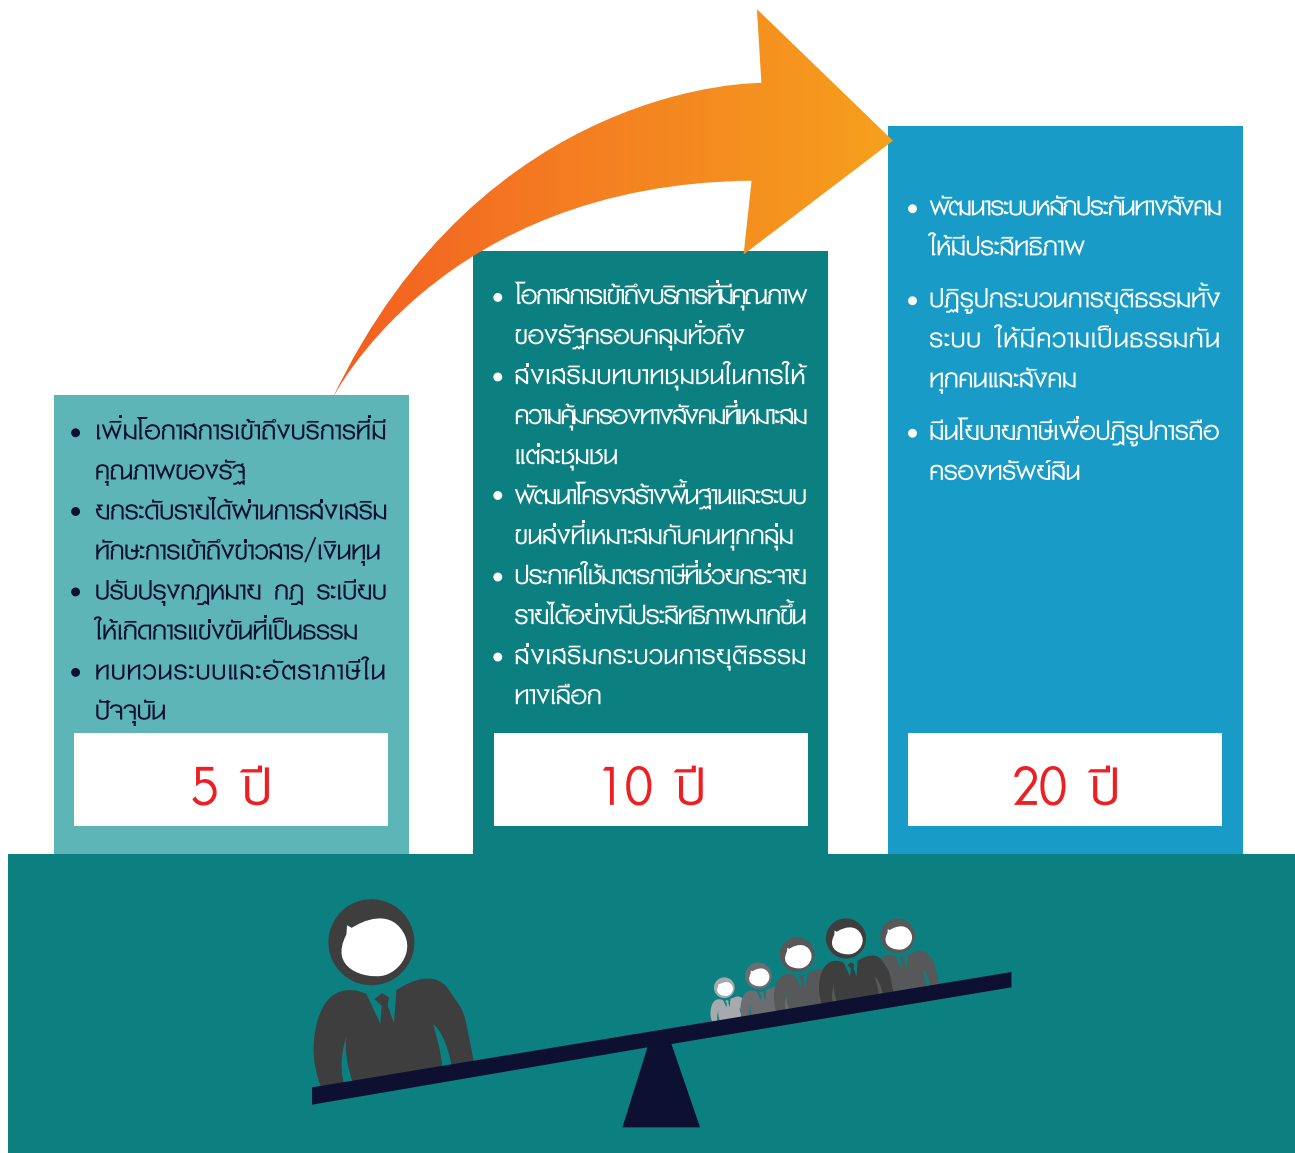 • เพิ่มโอกาสการเข้าถึงบริการที่มี
คุณภาพของรัฐ
• ยกระดับรายได้ผ่านการส่งเสริม
ทักษะการเข้าถึงข่าวสาร/เงินทุน
• ปรับปรุงกฎหมาย กฎ ระเบียบ
ให้เกิดการแข่งขันที่เป็นธรรม
• ทบทวนระบบและอัตราภาษีใน
ปัจจุบัน
5 ปี
• โอกาสการเข้าถึงบริการที่มีคุณภาพ
ของรัฐครอบคลุมทั่วถึง
• ส่งเสริมบทบาทชุมชนในการให้
ความคุ้มครองทางสังคมที่เหมาะสม
แต่ละชุมชน
• พัฒนาโครงสร้างพื้นฐานและระบบ
ขนส่งที่เหมาะสมกับคนทุกกลุ่ม
• ประกาศใช้มาตรภาษีที่ช่วยกระจาย
รายได้อย่างมีประสิทธิภาพมากขึ้น
• ส่งเสริมกระบวนการยุติธรรม
ทางเลือก
10 ปี
• พัฒนาระบบหลักประกันทางสังคม
ให้มีประสิทธิภาพ
• ปฏิรูปกระบวนการยุติธรรมทั้ง
ระบบ ให้มีความเป็นธรรมกับ
ทุกคนและสังคม
• มีนโยบายภาษีเพื่อปฏิรูปการถือ
ครองทรัพย์สิน
20 ปี